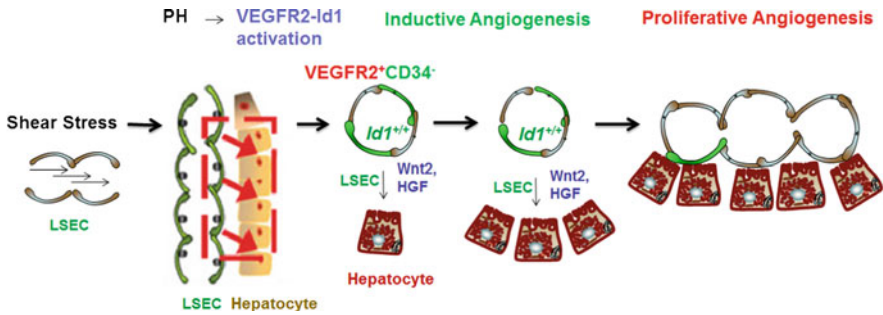 PH → VEGFR2-Id1
activation
Inductive Angiogenesis
Proliferative Angiogenesis
Shear Stress
LSEC
LSEC Hepatocyte
VEGFR2+CD34-
Id1+/+
LSEC
Wnt2,
HGF
Hepatocyte
Id1+/+
LSEC
Wnt2,
HGF